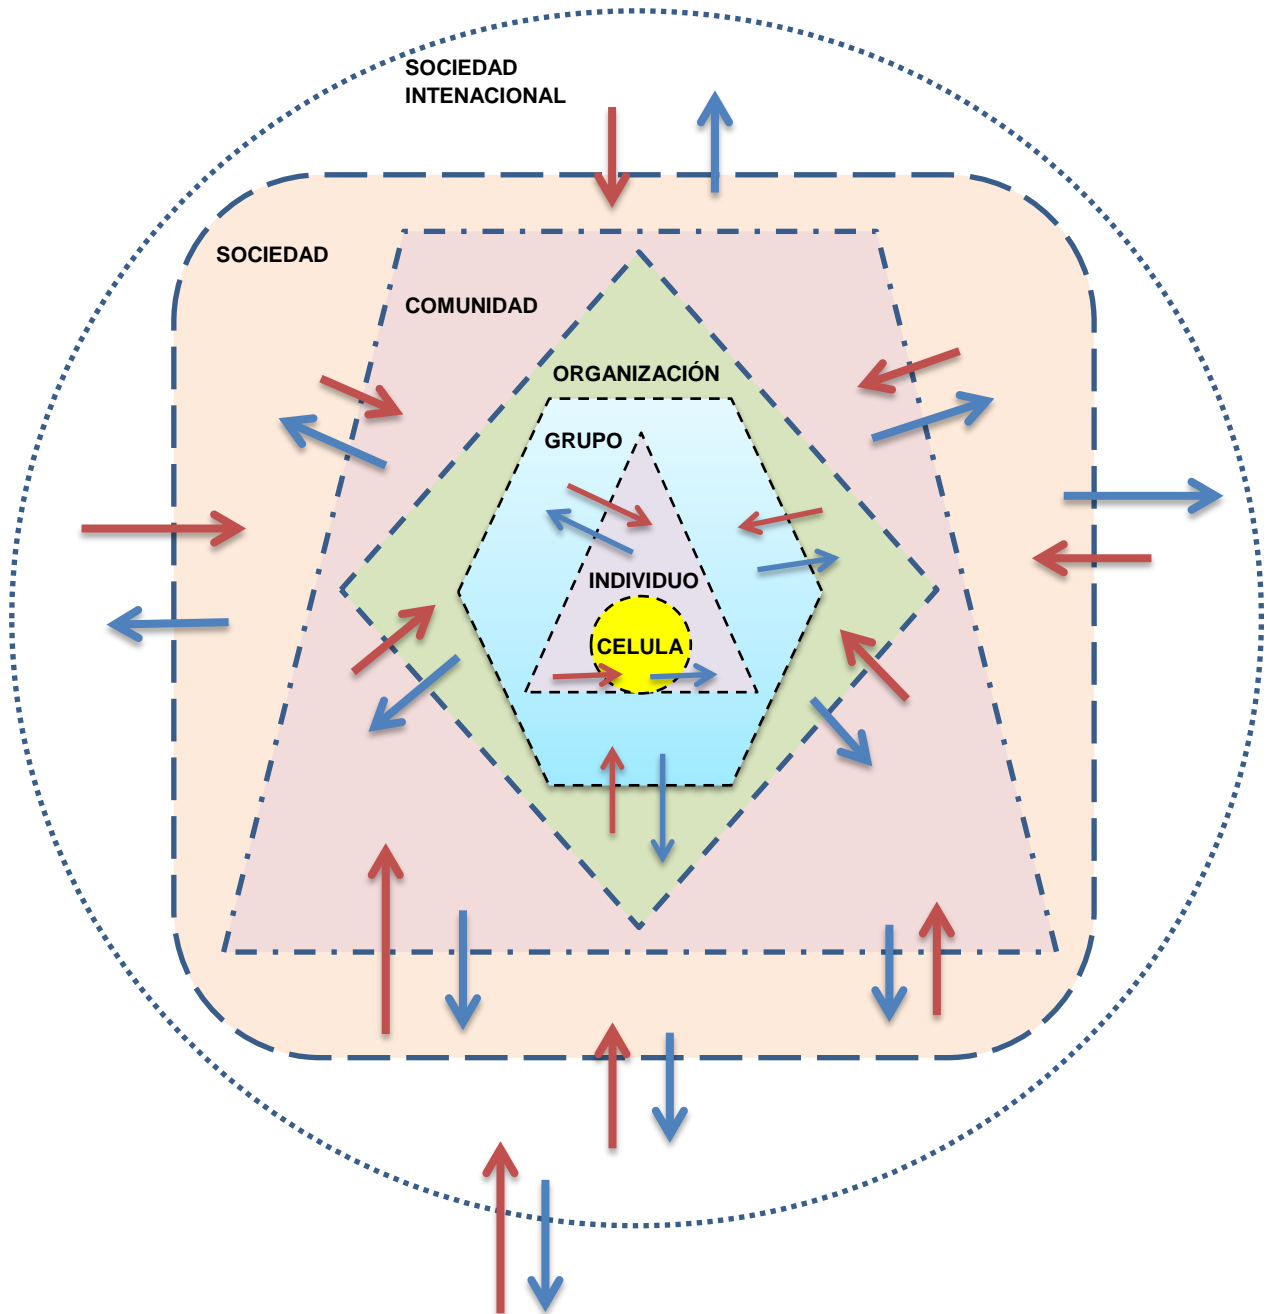 SOCIEDAD
INTENACIONAL
SOCIEDAD
COMUNIDAD
ORGANIZACIÓN
GRUPO
INDIVIDUO
CELULA